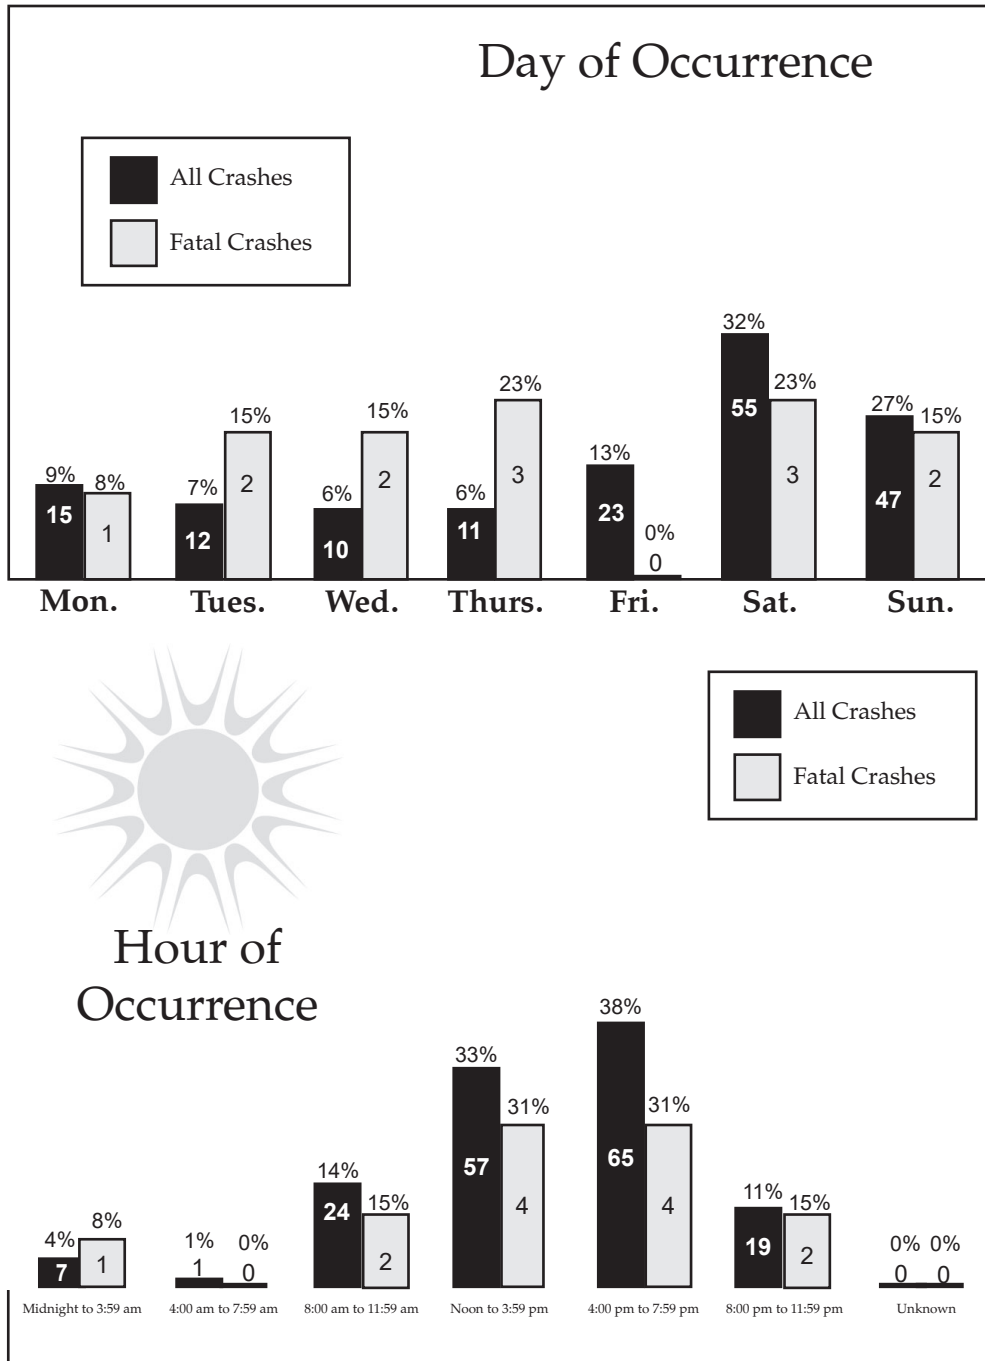 Day of Occurrence
All Crashes
Fatal Crashes
9% 8% 7% 15% 6% 15% 6% 23% 13% 0% 32% 23% 27% 15%
15 1 12 2 10 2 11 3 23 0 55 3 47 2
Mon. Tues. Wed. Thurs. Fri. Sat. Sun.
All Crashes
Fatal Crashes
Hour of
Occurrence
4% 8% 1% 0% 14% 15% 33% 31% 38% 31% 11% 15% 0% 0%
7 1 1 0 24 2 57 4 65 4 19 2 0 0
Midnight to 3:59 am 4:00 am to 7:59 am 8:00 am to 11:59 am Noon to 3:59 pm 4:00 pm to 7:59 pm 8:00 pm to 11:59 pm Unknown